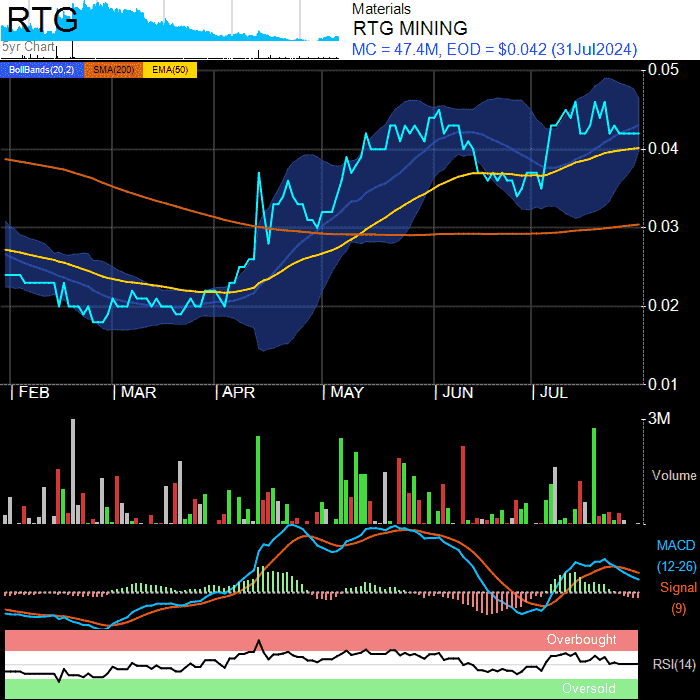 RTG
5yr Chart
Materials
RTG MINING
MC = 47.4M, EOD = $0.042 (31Jul2024)
BollBands(20,2) SMA(200) EMA(50)
0.05
0.04
0.03
0.02
0.01
FEB MAR APR MAY JUN JUL
3M
Volume
MACD
(12-26)
Signal
(9)
Overbought
RSI(14)
Oversold